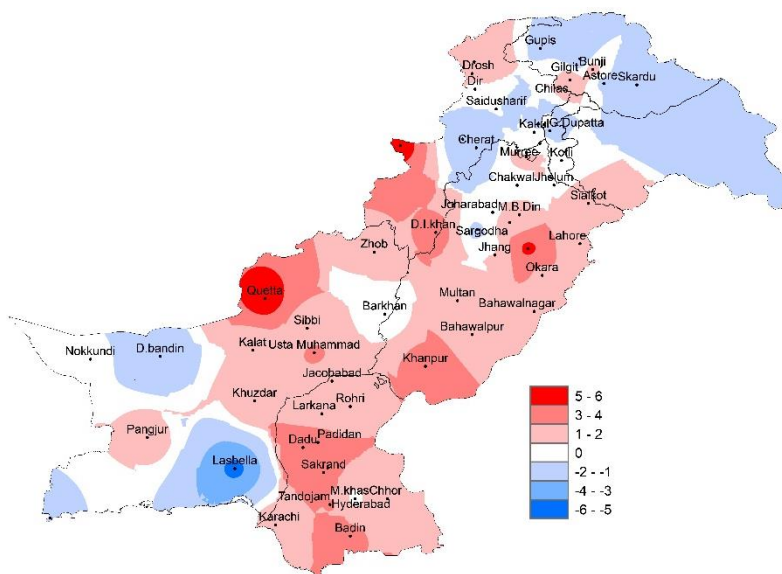 Gupis
Drosh
Dir
Gilgit
Bunji
Astore
Skardu
Chilas
Saidusharif
Kakul
G.Dupatta
Cherat
Murree
Kotli
Chakwal
Jhelum
Sialkot
Joharabad
M.B.Din
D.I.khan
Sargodha
Lahore
Zhob
Jhang
Okara
Quetta
Barkhan
Multan
Bahawalnagar
Sibbi
Bahawalpur
Nokkundi
D.bandin
Kalat
Usta Muhammad
Khanpur
Jacobabad
Khuzdar
Larkana
Rohri
Panjgur
Dadu
Padidan
Lasbella
Sakrand
Tandojam
M.khas
Chhor
Hyderabad
Karachi
Badin
5 - 6
3 - 4
1 - 2
0
-2 - -1
-4 - -3
-6 - -5